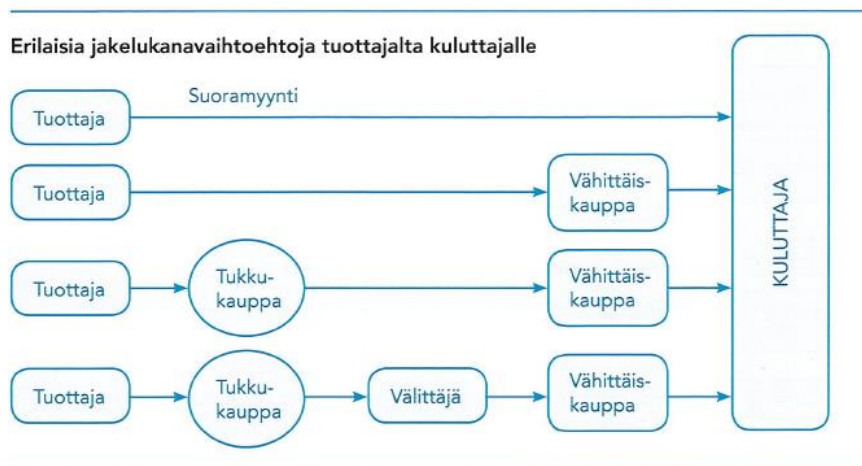 Erilaisia jakelukanavaihtoehtoja tuottajalta kuluttajalle
Suoramyynti
Tuottaja
Tuottaja
Vähittäis-
kauppa
Tuottaja
Tukku-
kauppa
Vähittäis-
kauppa
Tuottaja
Tukku-
kauppa
Välittäjä
Vähittäis-
kauppa
KULUTTAJA